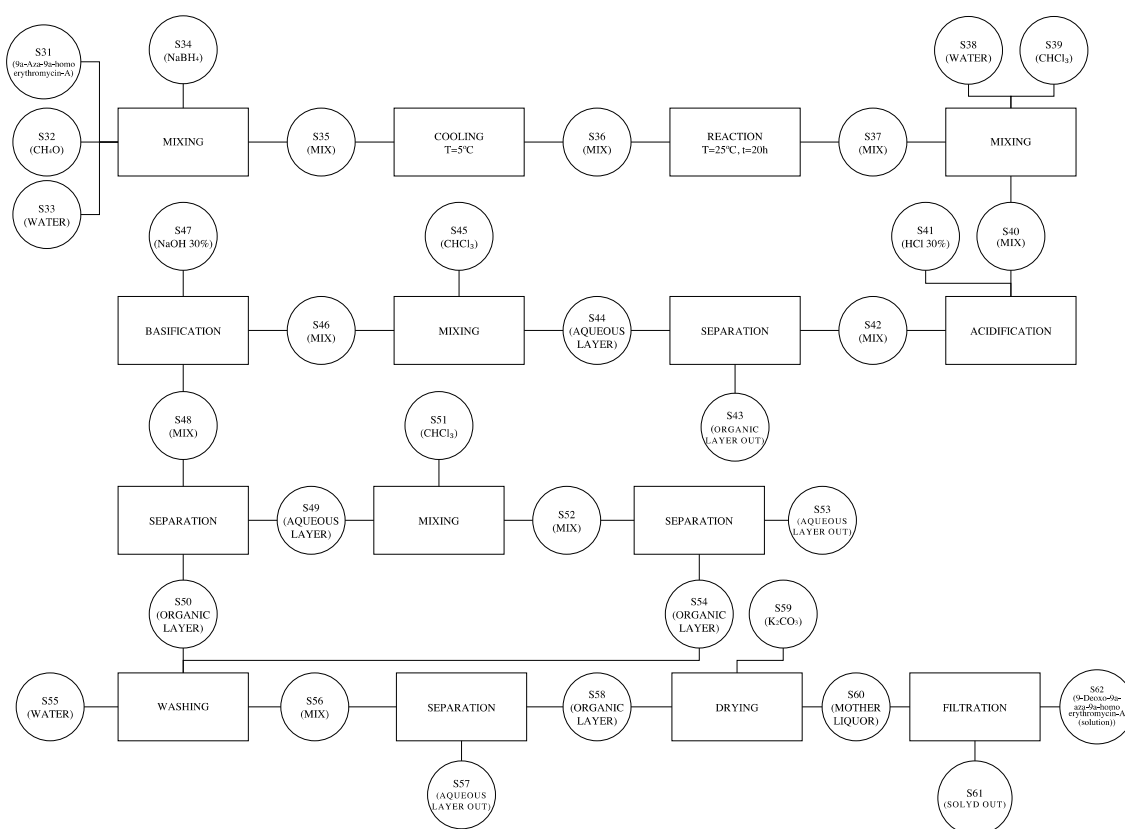 S31
(9a-Aza-9a-homo
erythromycin-A)
S34
(NaBH₄)
S38
(WATER)
S39
(CHCl₃)
S32
(CH₄O)
MIXING
S35
(MIX)
COOLING
T=5ºC
S36
(MIX)
REACTION
T=25ºC, t=20h
S37
(MIX)
MIXING
S33
(WATER)
S47
(NaOH 30%)
S45
(CHCl₃)
S41
(HCl 30%)
S40
(MIX)
BASIFICATION
S46
(MIX)
MIXING
S44
(AQUEOUS
LAYER)
SEPARATION
S42
(MIX)
ACIDIFICATION
S48
(MIX)
S51
(CHCl₃)
S43
(ORGANIC
LAYER OUT)
SEPARATION
S49
(AQUEOUS
LAYER)
MIXING
S52
(MIX)
SEPARATION
S53
(AQUEOUS
LAYER OUT)
S50
(ORGANIC
LAYER)
S54
(ORGANIC
LAYER)
S59
(K₂CO₃)
S55
(WATER)
WASHING
S56
(MIX)
SEPARATION
S58
(ORGANIC
LAYER)
DRYING
S60
(MOTHER
LIQUOR)
FILTRATION
S62
(9-Deoxo-9a-
aza-9a-homo
erythromycin-A
(solution))
S57
(AQUEOUS
LAYER OUT)
S61
(SOLYD OUT)